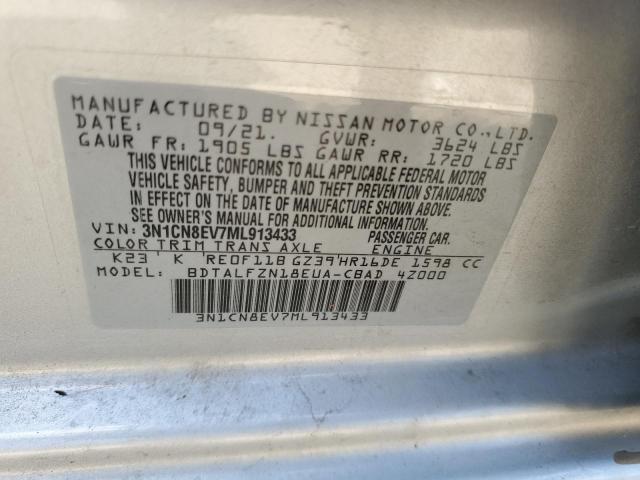 MANUFACTURED BY NISSAN MOTOR CO.,LTD.
DATE: 09/21. GVWR: 3624 LBS
GAWR FR: 1905 LBS GAWR RR: 1720 LBS
THIS VEHICLE CONFORMS TO ALL APPLICABLE FEDERAL MOTOR
VEHICLE SAFETY, BUMPER AND THEFT PREVENTION STANDARDS
IN EFFECT ON THE DATE OF MANUFACTURE SHOWN ABOVE.
SEE OWNER'S MANUAL FOR ADDITIONAL INFORMATION.
VIN: 3N1CN8EV7ML913433 PASSENGER CAR.
COLOR TRIM TRANS AXLE ENGINE
K23 K RE0F11B GZ39 HR16DE 1598 CC
MODEL: BDTALFZN18EUA-CBAD 4Z000
3N1CN8EV7ML913433